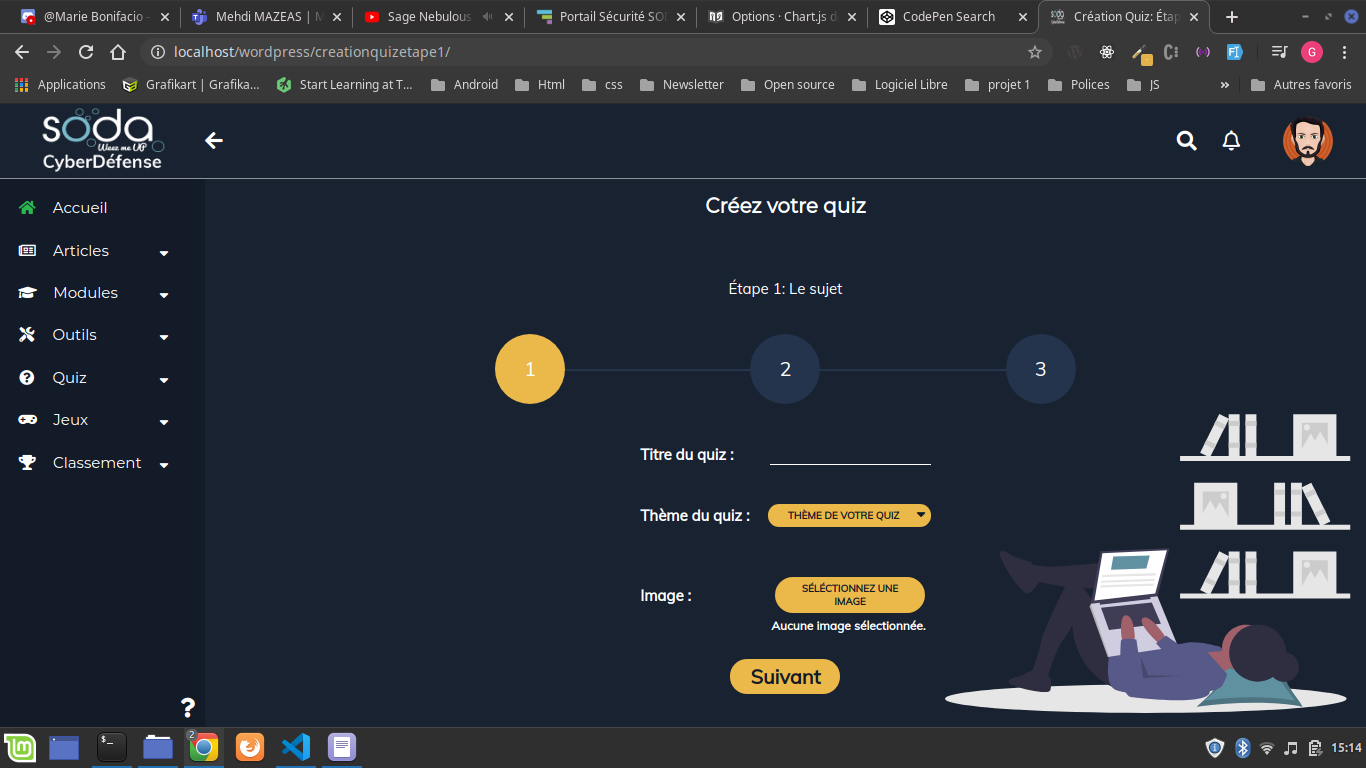 @Marie Bonifacio -
Mehdi MAZEAS | M
Sage Nebulous
Portail Sécurité SOD
Options · Chart.js d
CodePen Search
Création Quiz: Étap
localhost/wordpress/creationquizetape1/
G
Applications
Grafikart | Grafika...
Start Learning at T...
Android
Html
css
Newsletter
Open source
Logiciel Libre
projet 1
Polices
JS
»
Autres favoris
soda
Weez me UP
CyberDéfense
Accueil
Articles
Modules
Outils
Quiz
Jeux
Classement
?
Créez votre quiz
Étape 1: Le sujet
1
2
3
Titre du quiz :
Thème du quiz :
THÈME DE VOTRE QUIZ
Image :
SÉLÉCTIONNEZ UNE
IMAGE
Aucune image sélectionnée.
Suivant
2
15:14